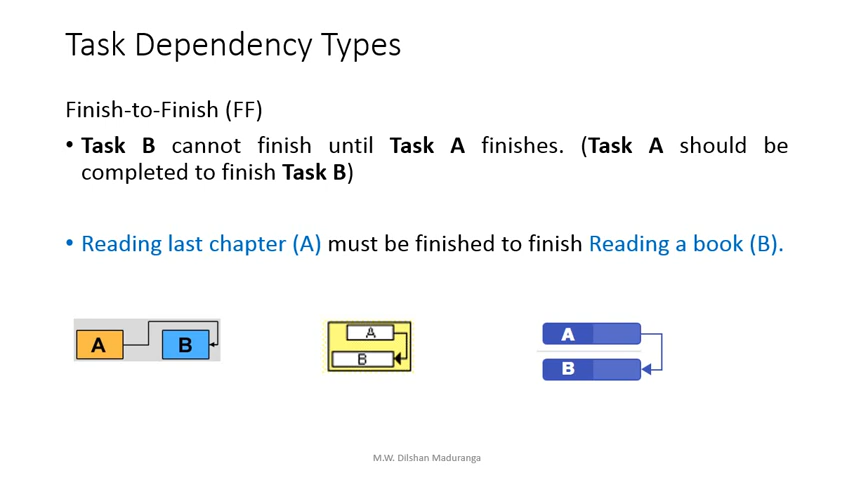 Task Dependency Types
Finish-to-Finish (FF)
• Task B cannot finish until Task A finishes. (Task A should be
completed to finish Task B)
• Reading last chapter (A) must be finished to finish Reading a book (B).
A B
A
B
A
B
M.W. Dilshan Maduranga